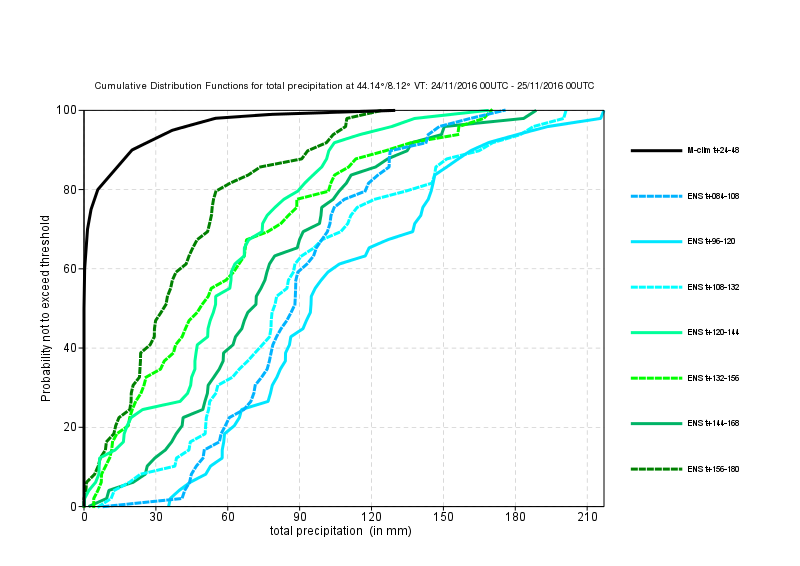 Cumulative Distribution Functions for total precipitation at 44.14°/8.12° VT: 24/11/2016 00UTC - 25/11/2016 00UTC
100
80
60
40
20
0
Probability not to exceed threshold
0 30 60 90 120 150 180 210
total precipitation (in mm)
M-clim t+24-48
ENS t+084-108
ENS t+96-120
ENS t+108-132
ENS t+120-144
ENS t+132-156
ENS t+144-168
ENS t+156-180